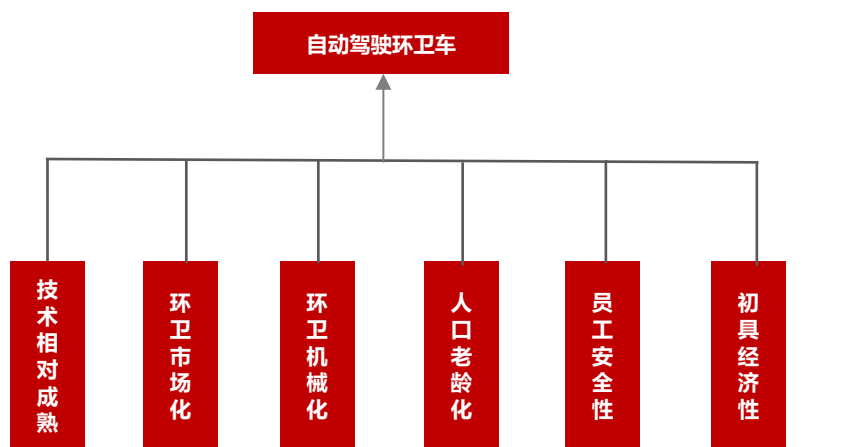 自动驾驶环卫车
技术相对成熟
环卫市场化
环卫机械化
人口老龄化
员工安全性
初具经济性